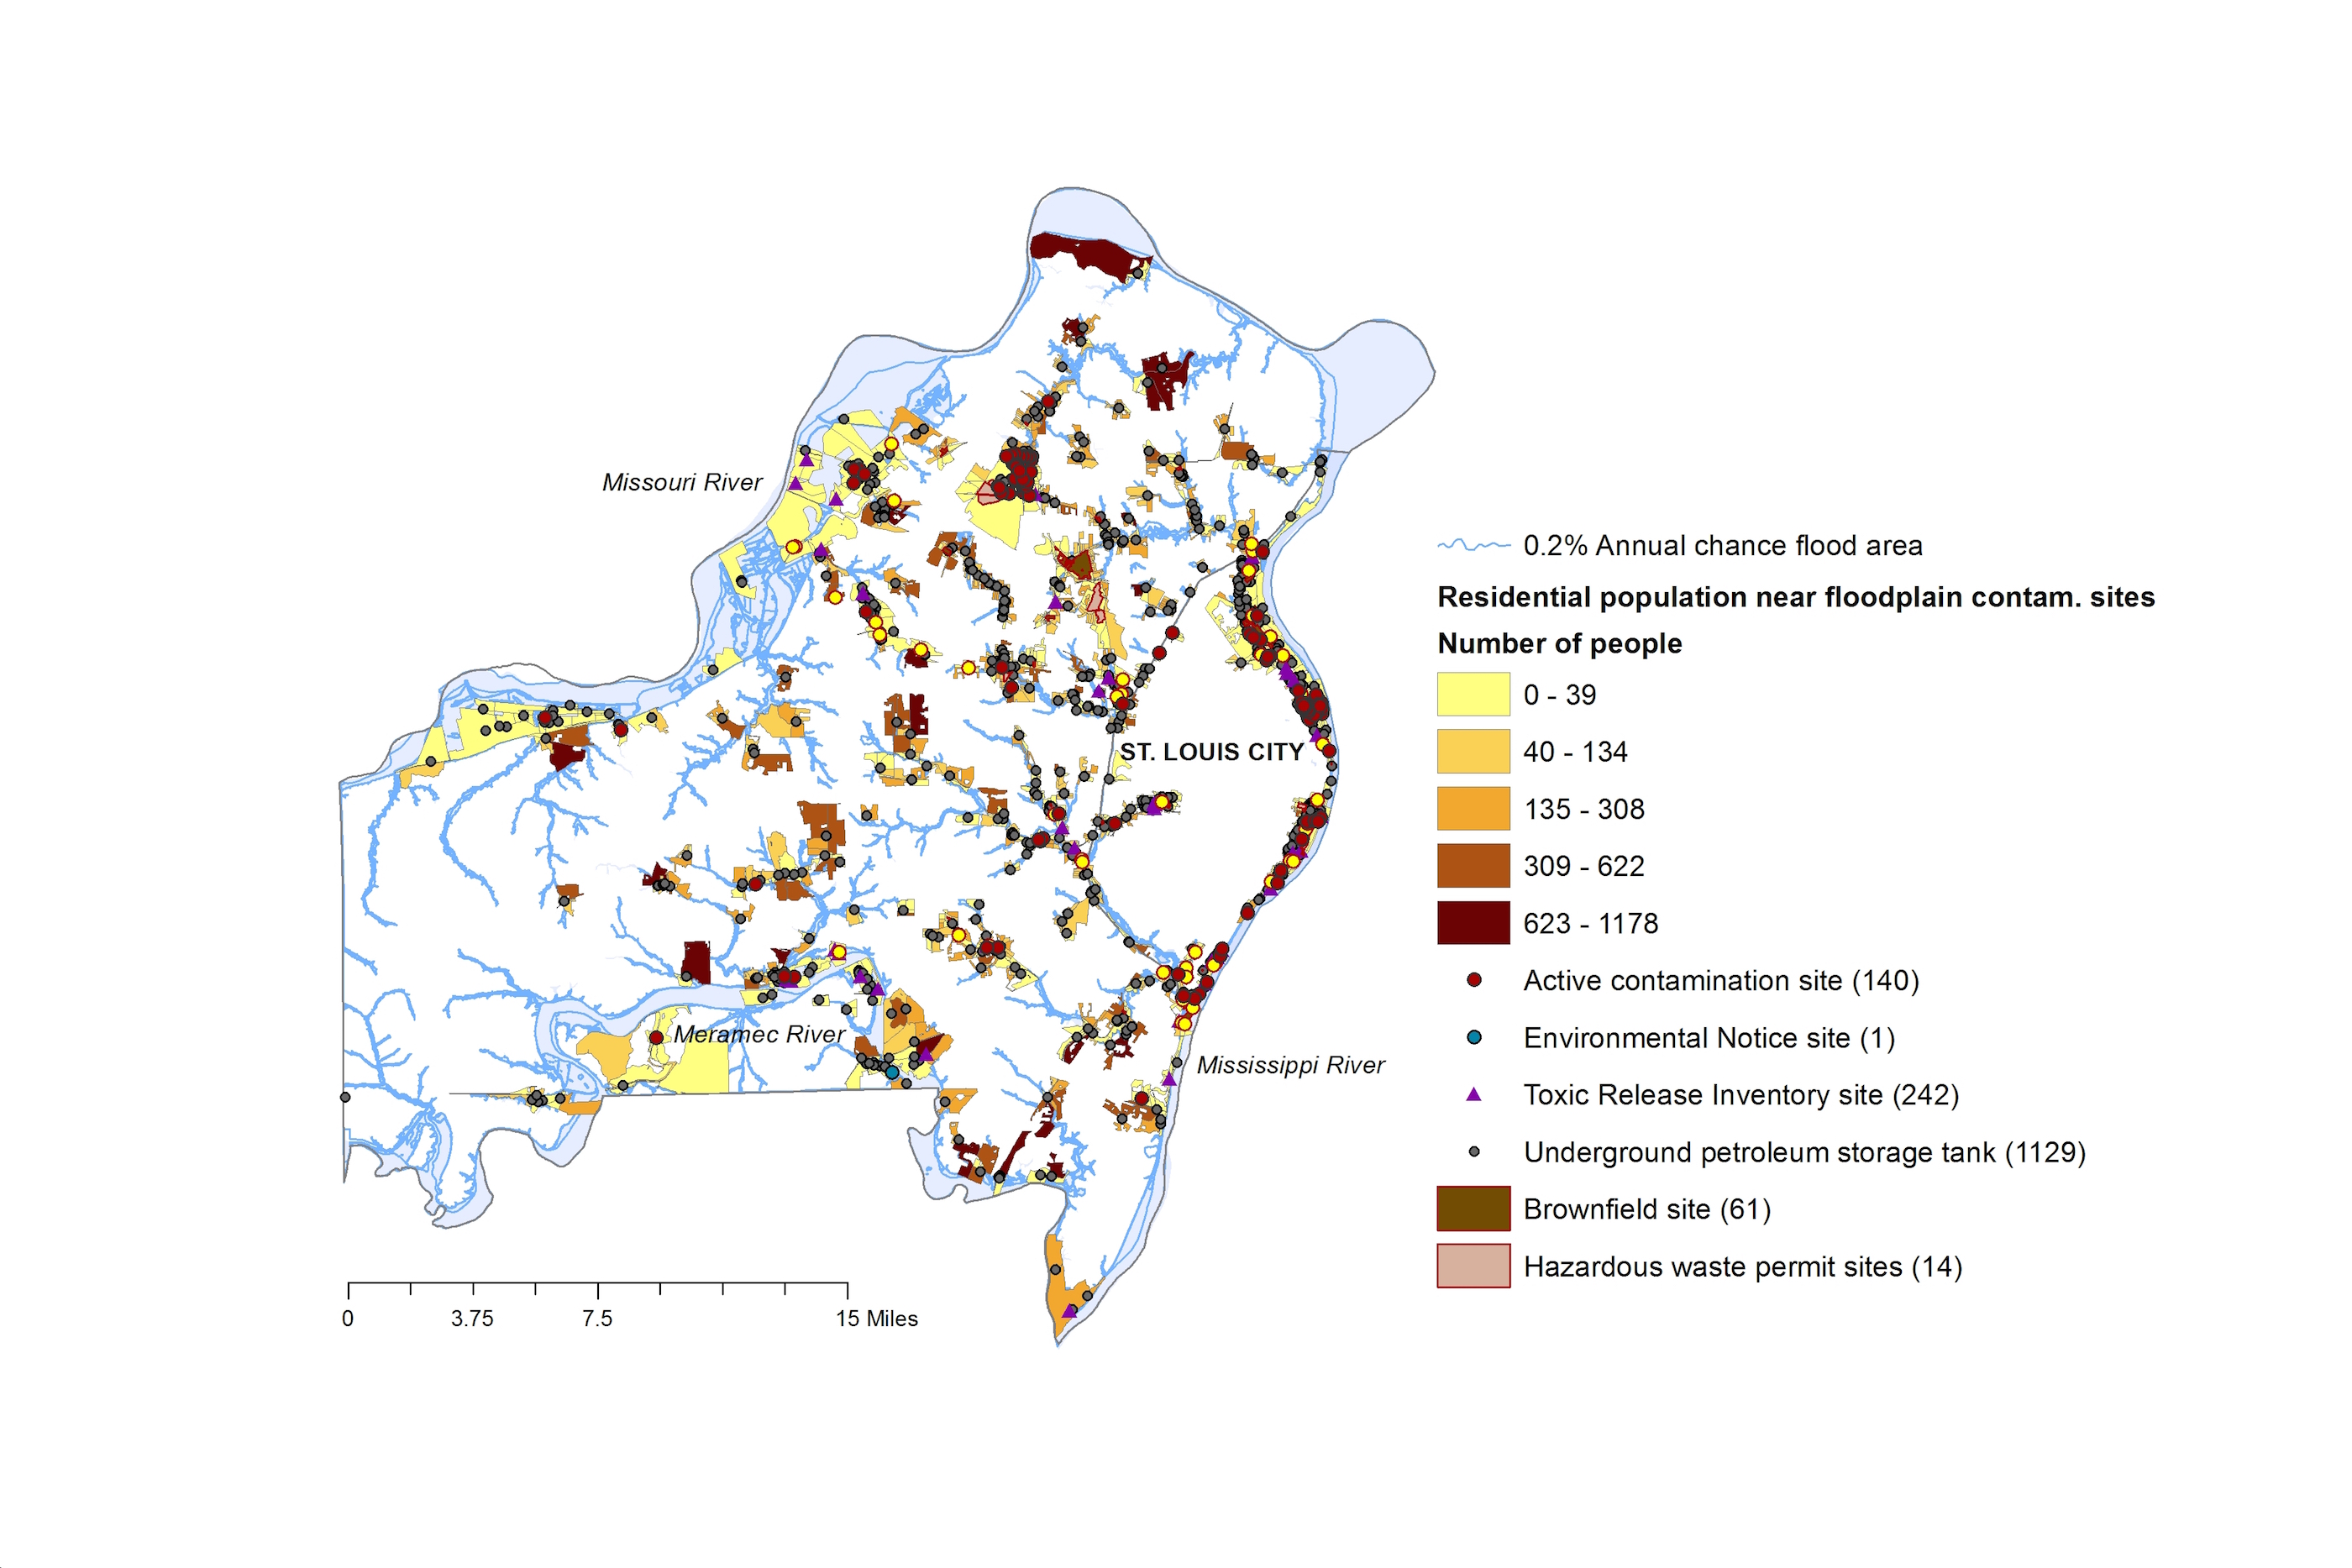 Missouri River
0.2% Annual chance flood area
Residential population near floodplain contam. sites
Number of people
0 - 39
ST. LOUIS CITY
40 - 134
135 - 308
309 - 622
623 - 1178
Active contamination site (140)
Meramec River
Environmental Notice site (1)
Mississippi River
Toxic Release Inventory site (242)
Underground petroleum storage tank (1129)
Brownfield site (61)
Hazardous waste permit sites (14)
0 3.75 7.5 15 Miles